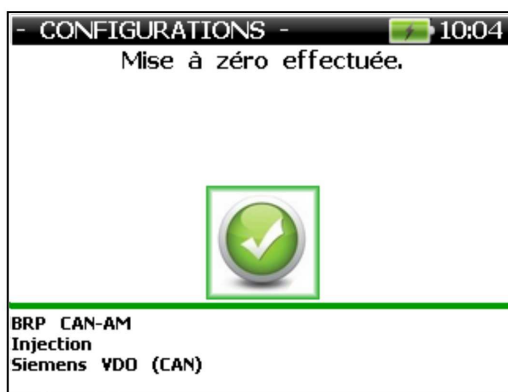 - CONFIGURATIONS - 10:04
Mise à zéro effectuée.
BRP CAN-AM
Injection
Siemens VDO (CAN)